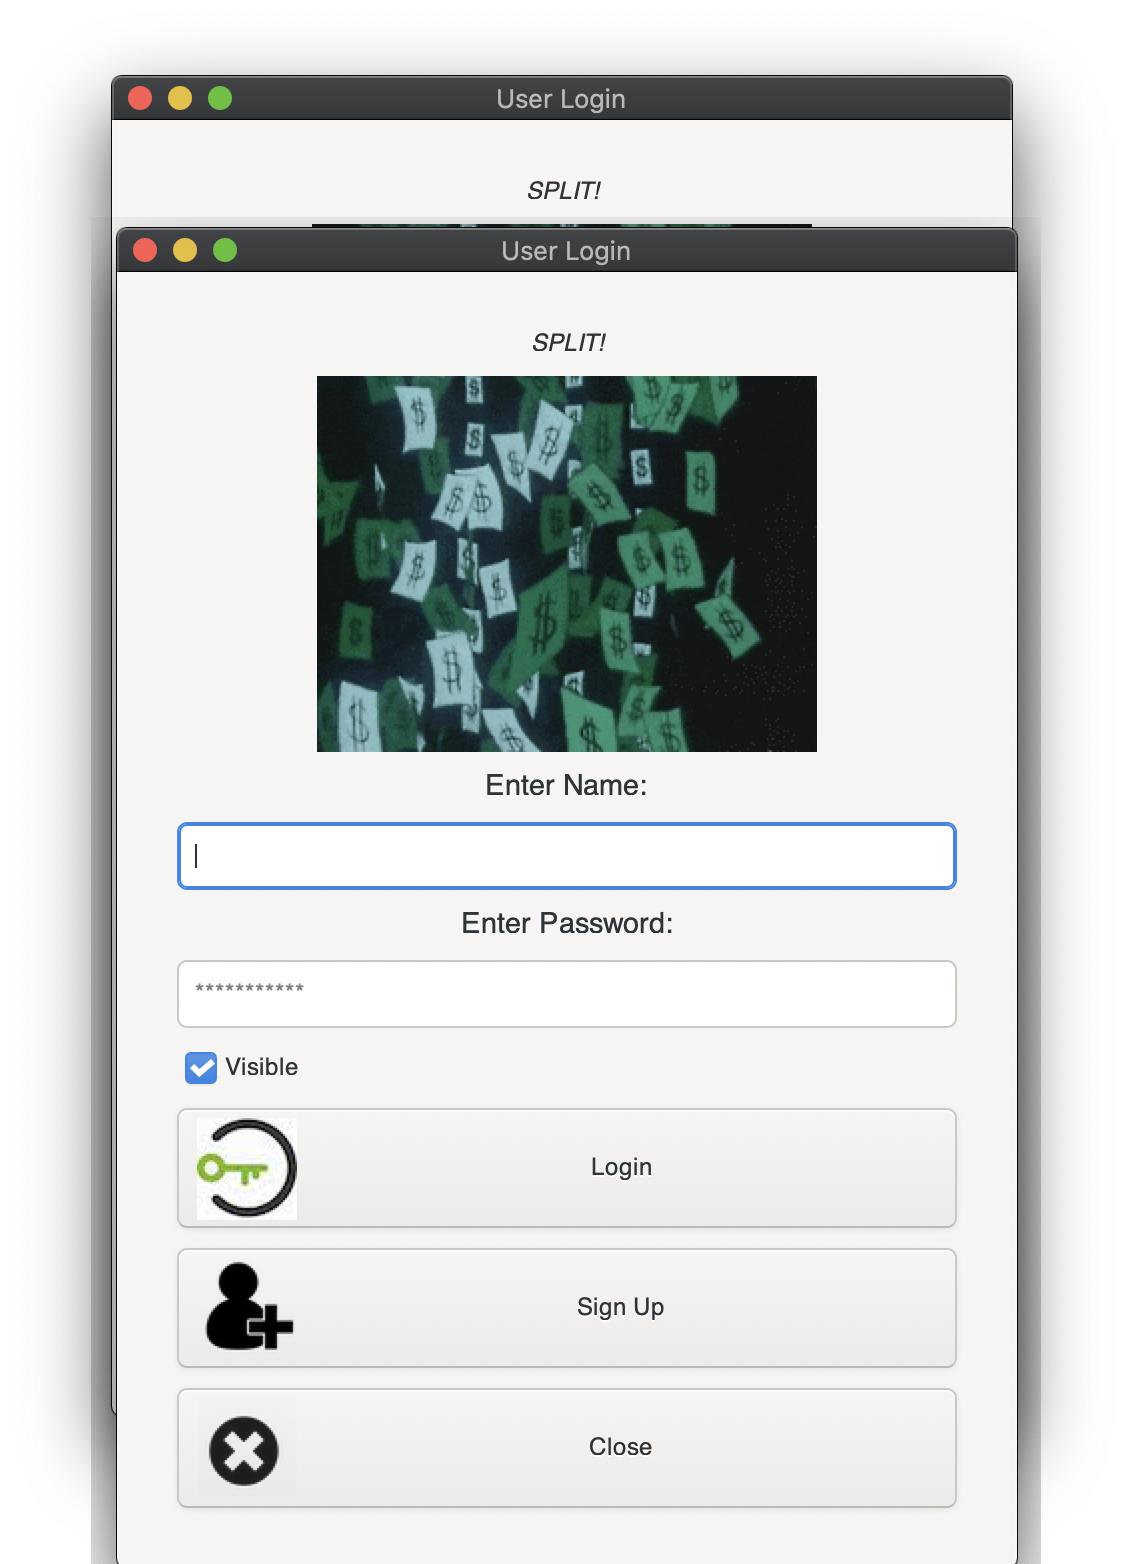 User Login
SPLIT!
User Login
SPLIT!
Enter Name:
Enter Password:
***********
Visible
Login
Sign Up
Close